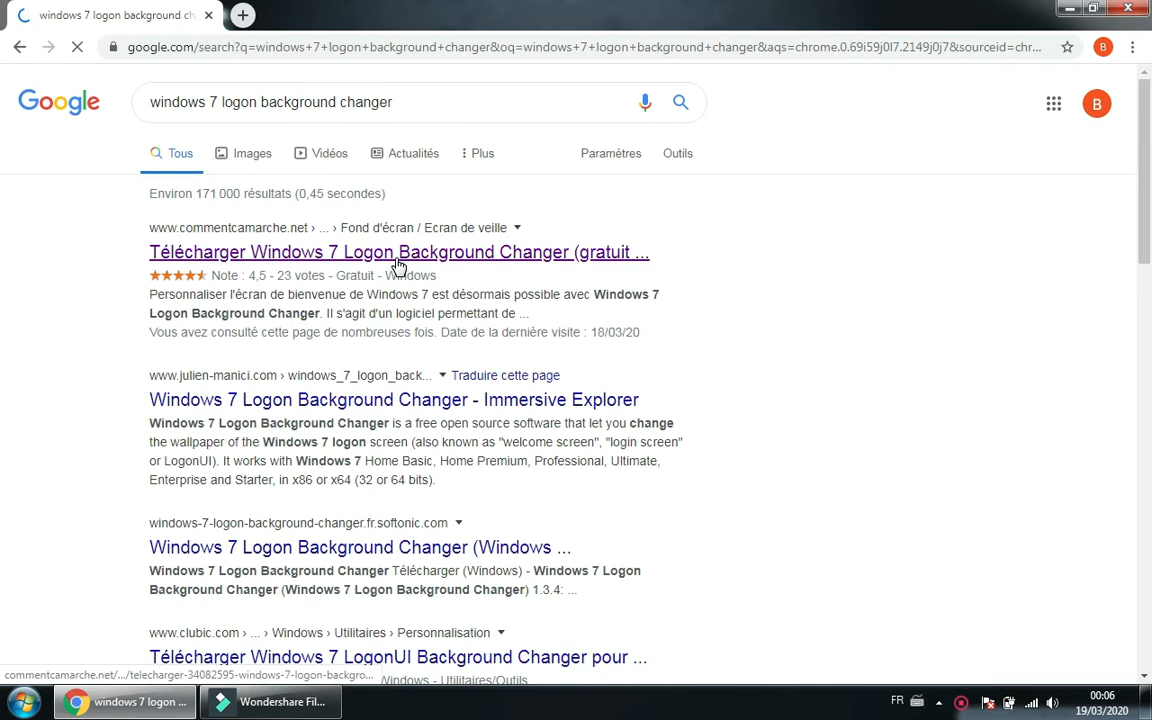 windows 7 logon background ch
google.com/search?q=windows+7+logon+background+changer&oq=windows+7+logon+background+changer&aqs=chrome.0.69i59j0l7.2149j0j7&sourceid=chr...
B
Google
windows 7 logon background changer
B
Tous
Images
Vidéos
Actualités
Plus
Paramètres
Outils
Environ 171 000 résultats (0,45 secondes)
www.commentcamarche.net › ... › Fond d'écran / Ecran de veille
Télécharger Windows 7 Logon Background Changer (gratuit ...
Note : 4,5 - 23 votes - Gratuit - Windows
Personnaliser l'écran de bienvenue de Windows 7 est désormais possible avec Windows 7
Logon Background Changer. Il s'agit d'un logiciel permettant de ...
Vous avez consulté cette page de nombreuses fois. Date de la dernière visite : 18/03/20
www.julien-manici.com › windows_7_logon_back... Traduire cette page
Windows 7 Logon Background Changer - Immersive Explorer
Windows 7 Logon Background Changer is a free open source software that let you change
the wallpaper of the Windows 7 logon screen (also known as "welcome screen", "login screen"
or LogonUI). It works with Windows 7 Home Basic, Home Premium, Professional, Ultimate,
Enterprise and Starter, in x86 or x64 (32 or 64 bits).
windows-7-logon-background-changer.fr.softonic.com
Windows 7 Logon Background Changer (Windows ...
Windows 7 Logon Background Changer Télécharger (Windows) - Windows 7 Logon
Background Changer (Windows 7 Logon Background Changer) 1.3.4: ...
www.clubic.com › ... › Windows › Utilitaires › Personnalisation
Télécharger Windows 7 LogonUI Background Changer pour ...
commentcamarche.net/.../telecharger-34082595-windows-7-logon-backgro...
Windows - Utilitaires/Outils
windows 7 logon ...
Wondershare Fil...
FR
00:06
19/03/2020